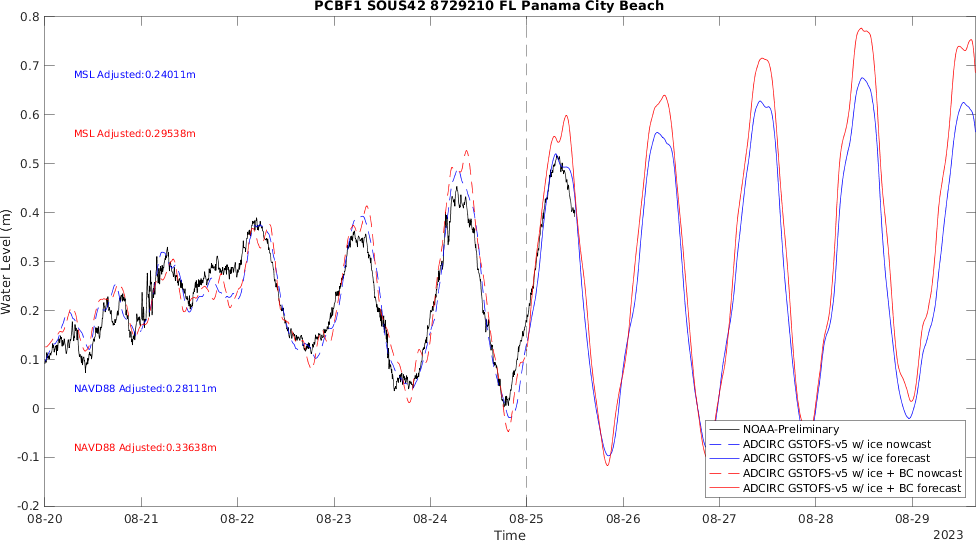 PCBF1 SOUS42 8729210 FL Panama City Beach
0.8
0.7
0.6
0.5
0.4
0.3
0.2
0.1
0
-0.1
-0.2
Water Level (m)
MSL Adjusted:0.24011m
MSL Adjusted:0.29538m
NAVD88 Adjusted:0.28111m
NAVD88 Adjusted:0.33638m
NOAA-Preliminary
ADCIRC GSTOFS-v5 w/ ice nowcast
ADCIRC GSTOFS-v5 w/ ice forecast
ADCIRC GSTOFS-v5 w/ ice + BC nowcast
ADCIRC GSTOFS-v5 w/ ice + BC forecast
08-20 08-21 08-22 08-23 08-24 08-25 08-26 08-27 08-28 08-29
Time
2023